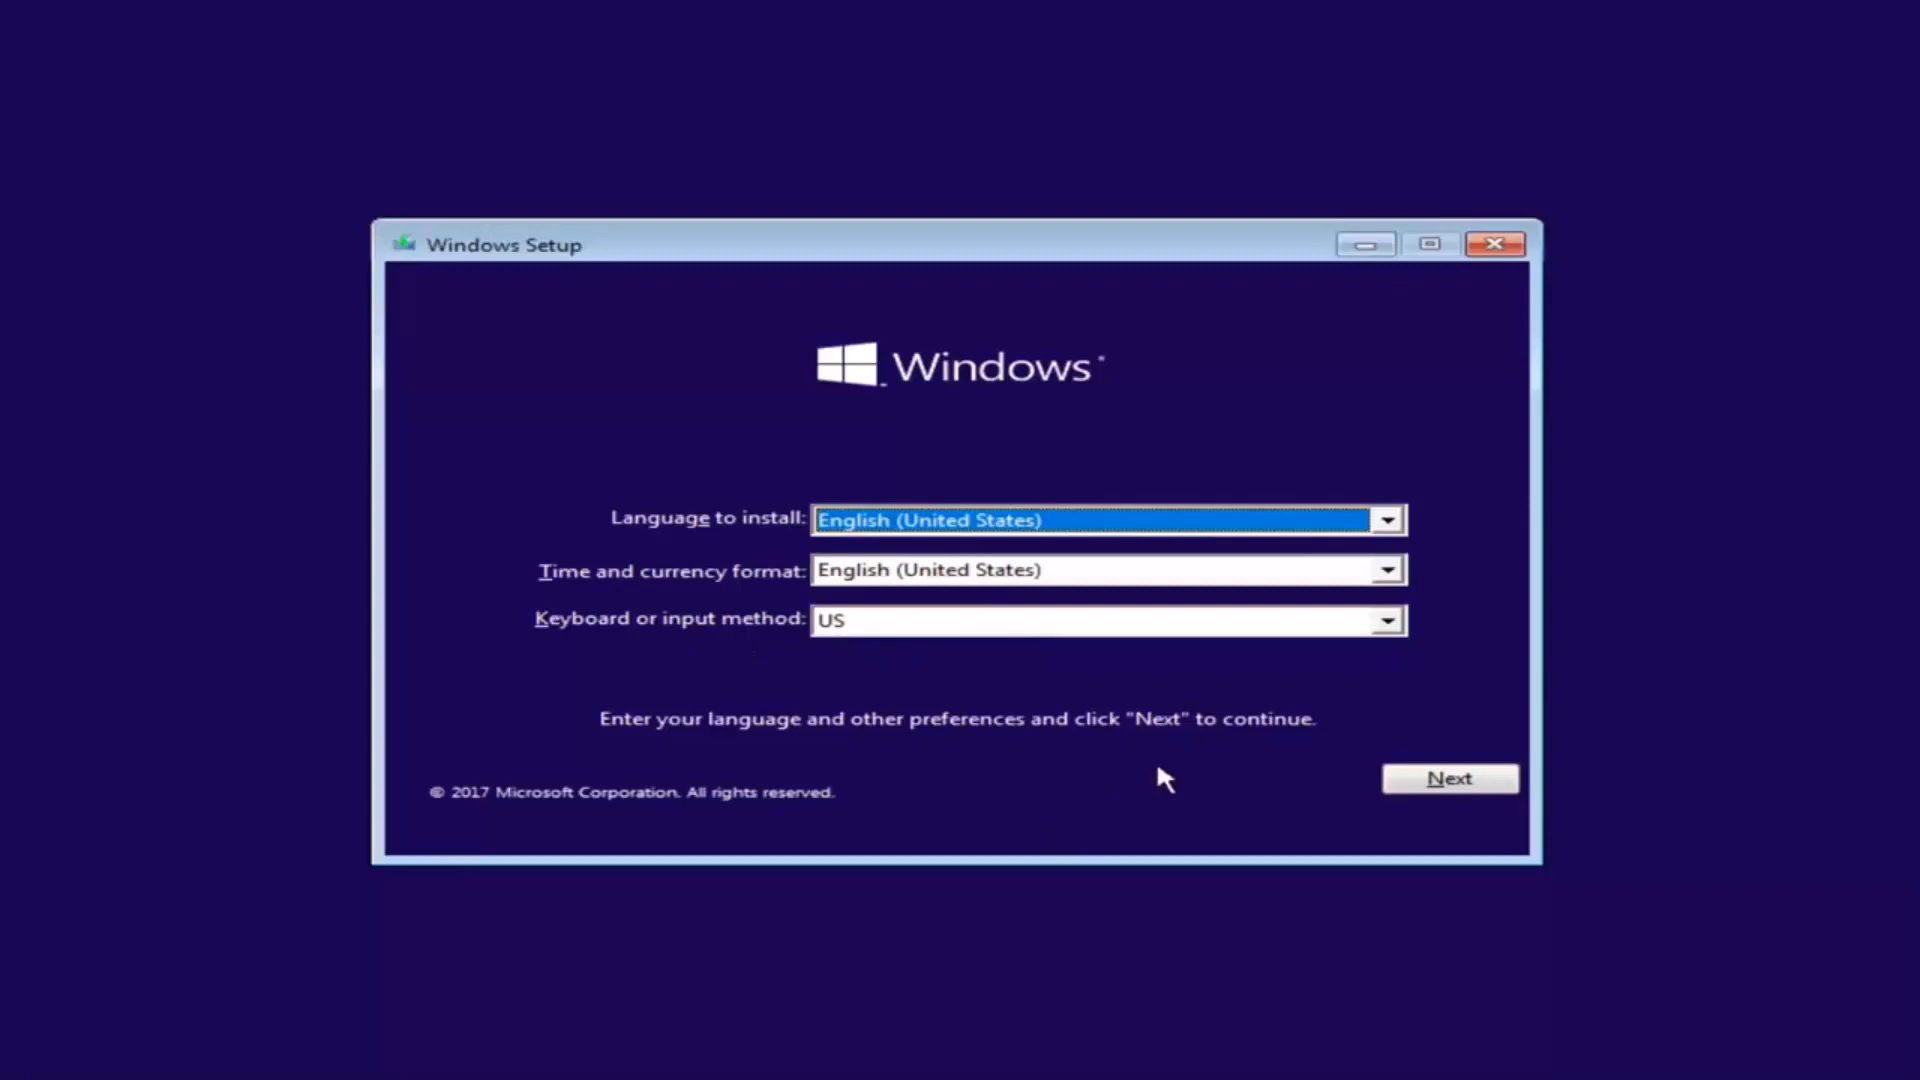 Windows Setup
Windows
Language to install: English (United States)
Time and currency format: English (United States)
Keyboard or input method: US
Enter your language and other preferences and click "Next" to continue.
Next
© 2017 Microsoft Corporation. All rights reserved.